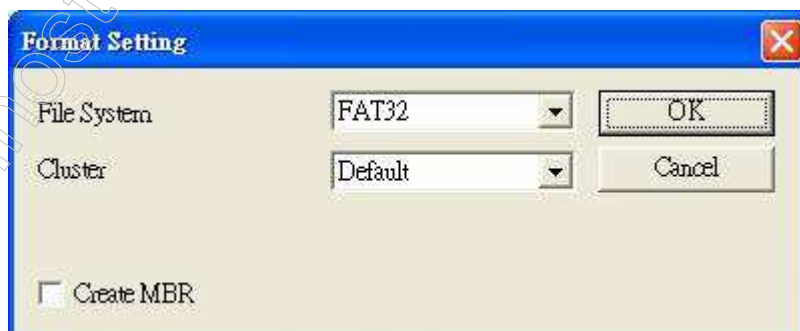 Format Setting
File System FAT32 OK
Cluster Default Cancel
Create MBR